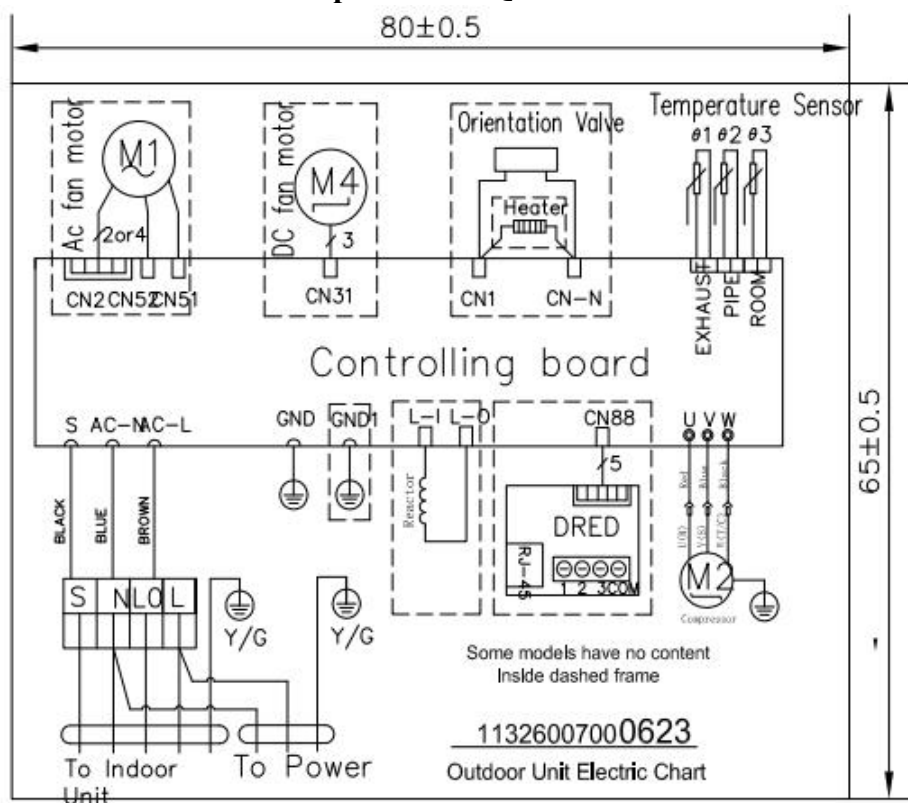 80±0.5
Ac fan motor
M1
2or4
CN2 CN52 CN51
DC fan motor
M4
3
CN31
Orientation Valve
Heater
CN1 CN-N
Temperature Sensor
θ1 θ2 θ3
EXHAUST
PIPE
ROOM
65±0.5
Controlling board
S AC-N AC-L
GND
GND1
L-I L-O
CN88
U V W
BLACK
BLUE
BROWN
Reactor
5
DRED
RJ-45
1 2 3COM
Red
Blue
Black
M2
Compressor
S N LO L
Y/G
Y/G
Some models have no content
Inside dashed frame
To Indoor
Unit
To Power
11326007000623
Outdoor Unit Electric Chart